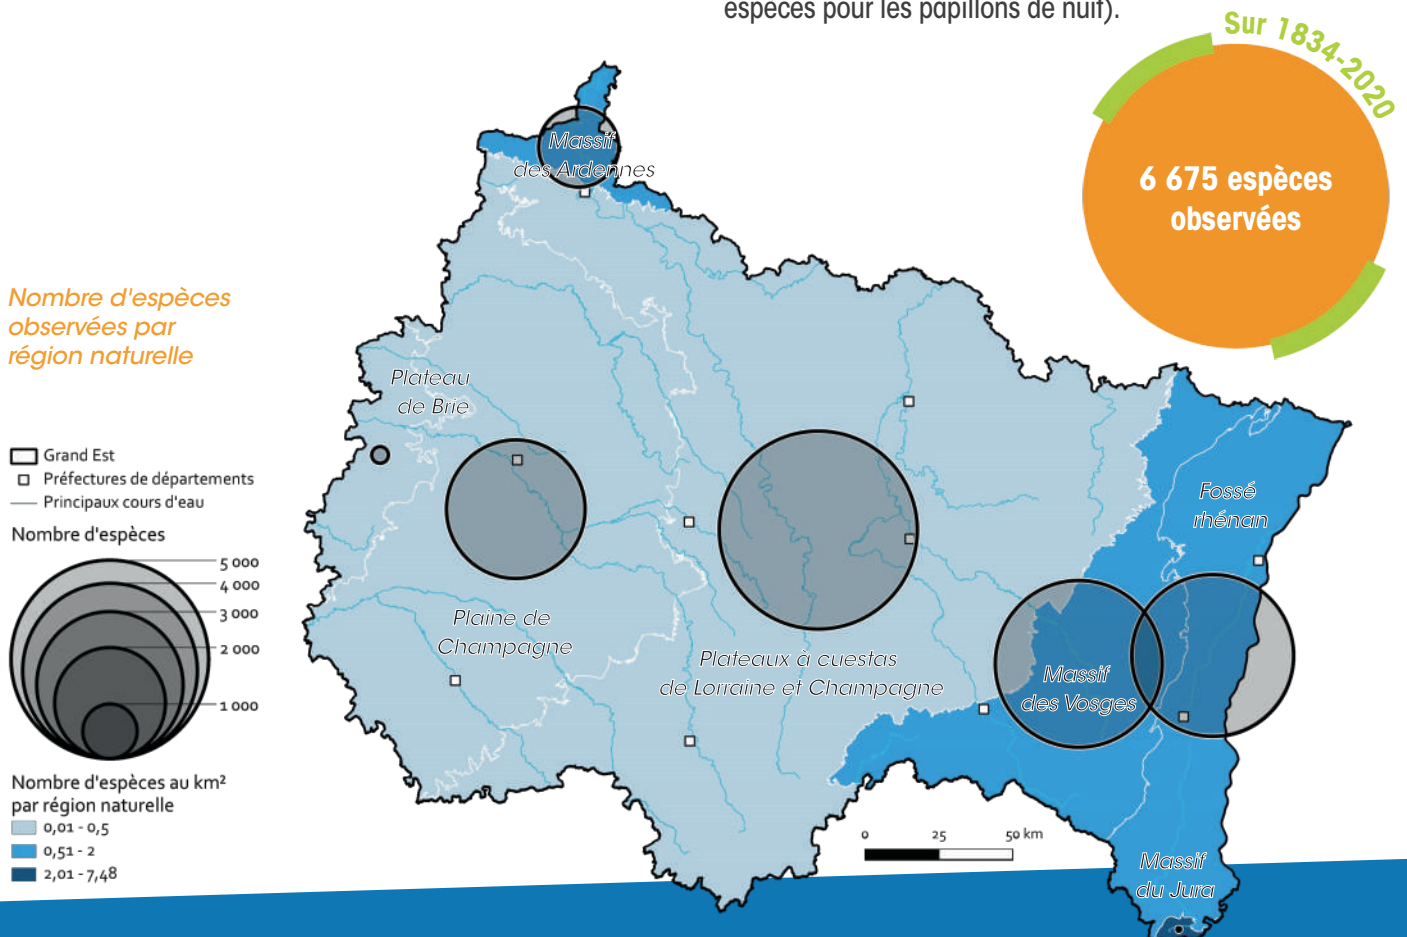 espèces pour les papillons de nuit).
Sur 1834-2020
6 675 espèces
observées
Nombre d'espèces
observées par
région naturelle
Grand Est
Préfectures de départements
Principaux cours d'eau
Nombre d'espèces
5 000
4 000
3 000
2 000
1 000
Nombre d'espèces au km²
par région naturelle
0,01 - 0,5
0,51 - 2
2,01 - 7,48
Massif
des Ardennes
Plateau
de Brie
Plaine de
Champagne
Plateaux à cuestas
de Lorraine et Champagne
Fossé
rhénan
Massif
des Vosges
Massif
du Jura
0 25 50 km